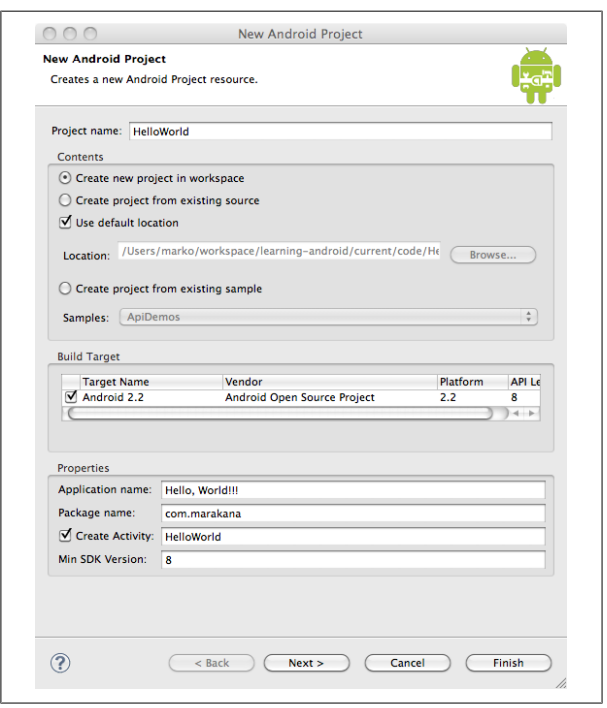 New Android Project
New Android Project
Creates a new Android Project resource.
Project name: HelloWorld
Contents
Create new project in workspace
Create project from existing source
Use default location
Location: /Users/marko/workspace/learning-android/current/code/He Browse...
Create project from existing sample
Samples: ApiDemos
Build Target
Target Name Vendor Platform API Le
Android 2.2 Android Open Source Project 2.2 8
Properties
Application name: Hello, World!!!
Package name: com.marakana
Create Activity: HelloWorld
Min SDK Version: 8
? < Back Next > Cancel Finish